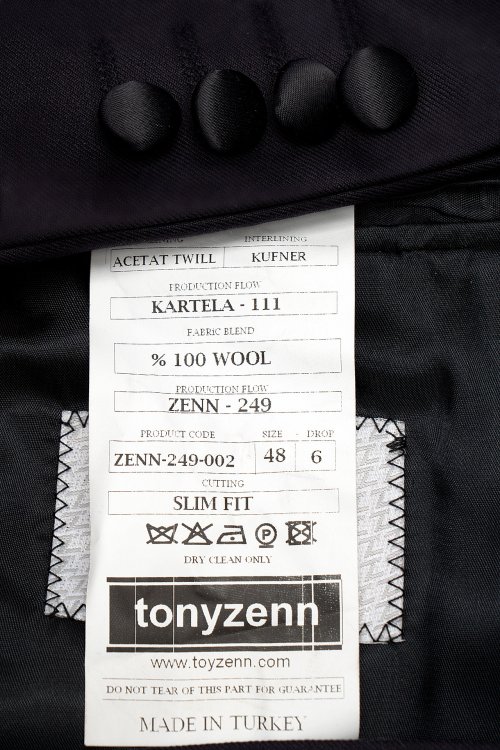 INTERLINING
ACETAT TWILL KUFNER
PRODUCTION FLOW
KARTELA - 111
FABRIC BLEND
% 100 WOOL
PRODUCTION FLOW
ZENN - 249
PRODUCT CODE SIZE - DROP
ZENN-249-002 48 6
CUTTING
SLIM FIT
DRY CLEAN ONLY
tonyzenn
www.toyzenn.com
DO NOT TEAR OF THIS PART FOR GUARANTEE
MADE IN TURKEY